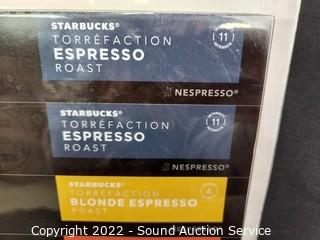 STARBUCKS®
TORRÉFACTION
ESPRESSO
ROAST
11
NESPRESSO®
STARBUCKS®
TORRÉFACTION
ESPRESSO
ROAST
11
NESPRESSO®
STARBUCKS®
TORRÉFACTION
BLONDE ESPRESSO
ROAST
6
Copyright 2022 - Sound Auction Service